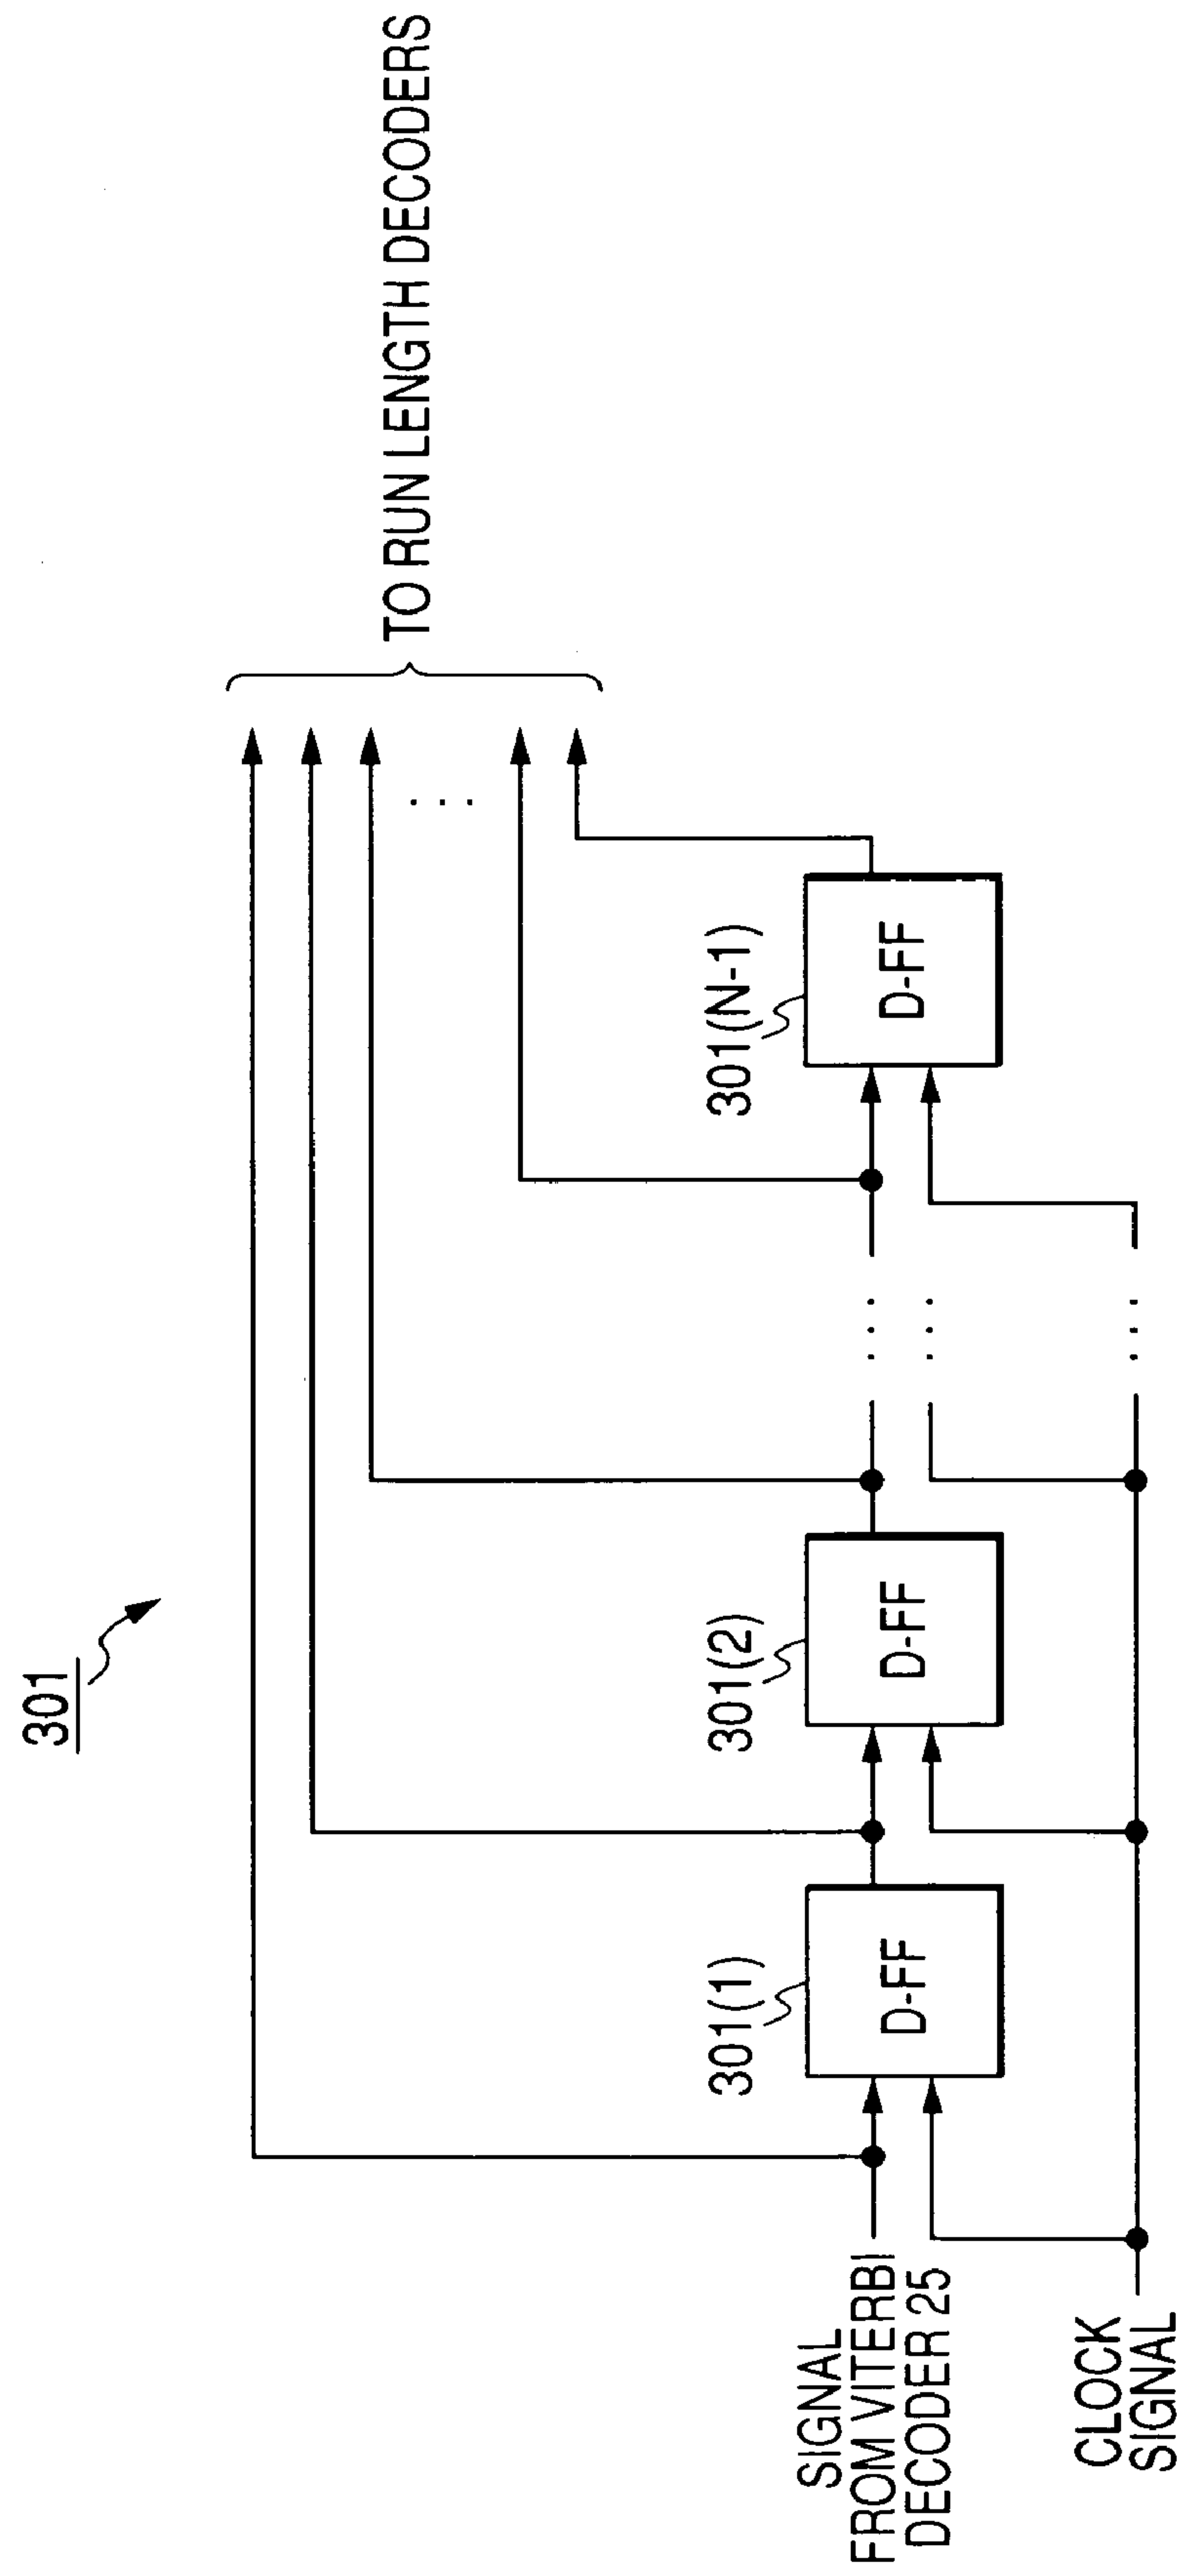 301
TO RUN LENGTH DECODERS
. . .
301(1)
301(2)
301(N-1)
D-FF
D-FF
. . .
D-FF
. . .
. . .
SIGNAL
FROM VITERBI
DECODER 25
CLOCK
SIGNAL